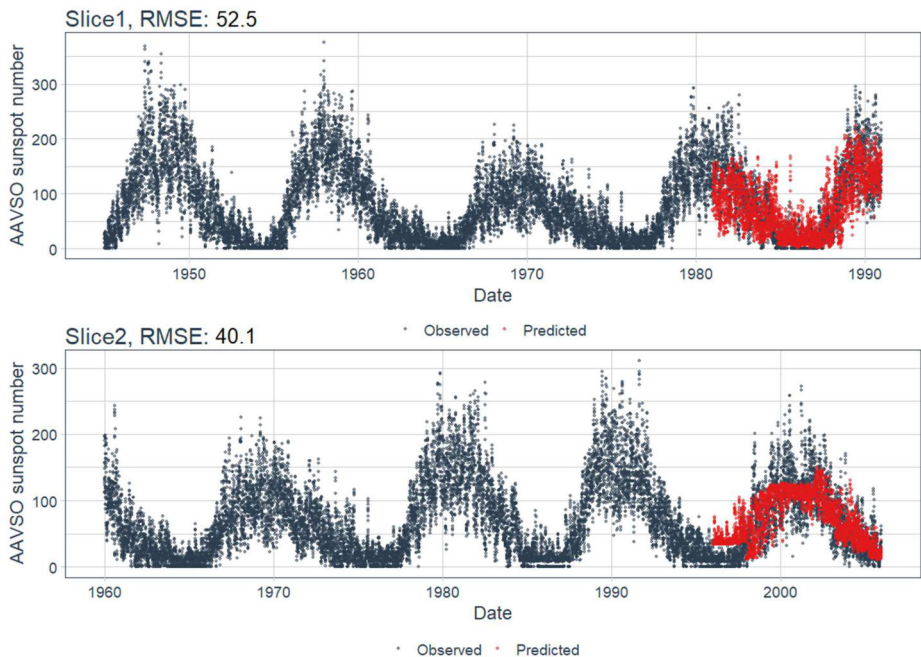 Slice1, RMSE: 52.5
AAVSO sunspot number
300
200
100
0
1950
1960
1970
1980
1990
Date
Observed
Predicted
Slice2, RMSE: 40.1
AAVSO sunspot number
300
200
100
0
1960
1970
1980
1990
2000
Date
Observed
Predicted